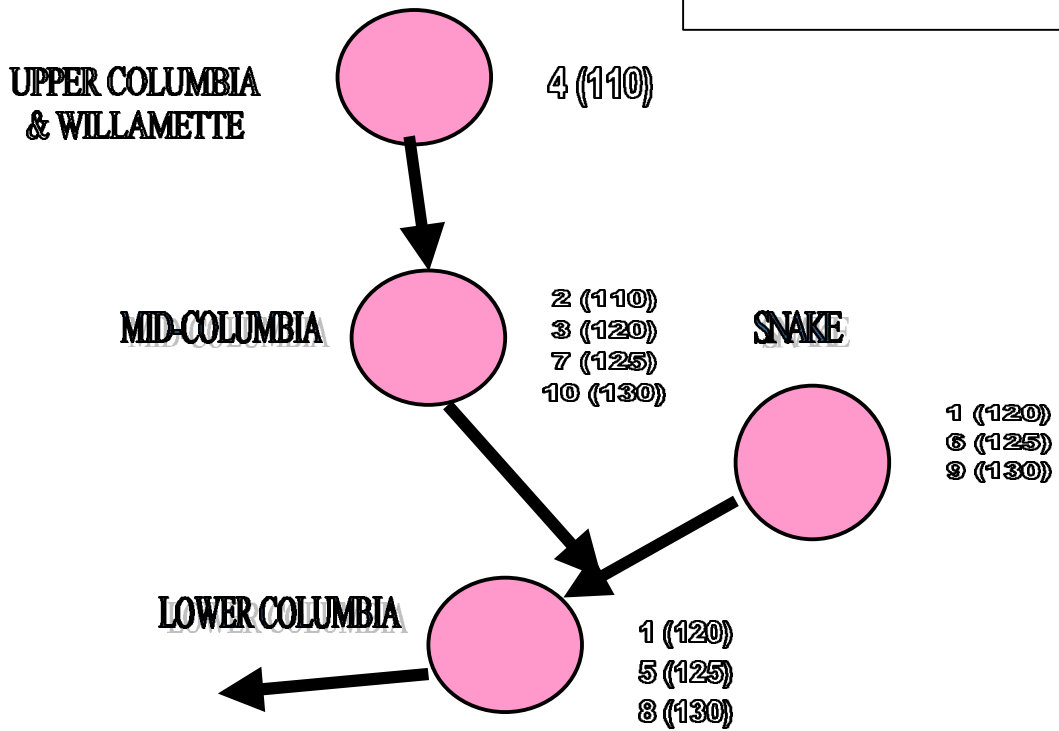 UPPER COLUMBIA
& WILLAMETTE
4 (110)
MID-COLUMBIA
2 (110)
3 (120)
7 (125)
10 (130)
SNAKE
1 (120)
6 (125)
9 (130)
LOWER COLUMBIA
1 (120)
5 (125)
8 (130)